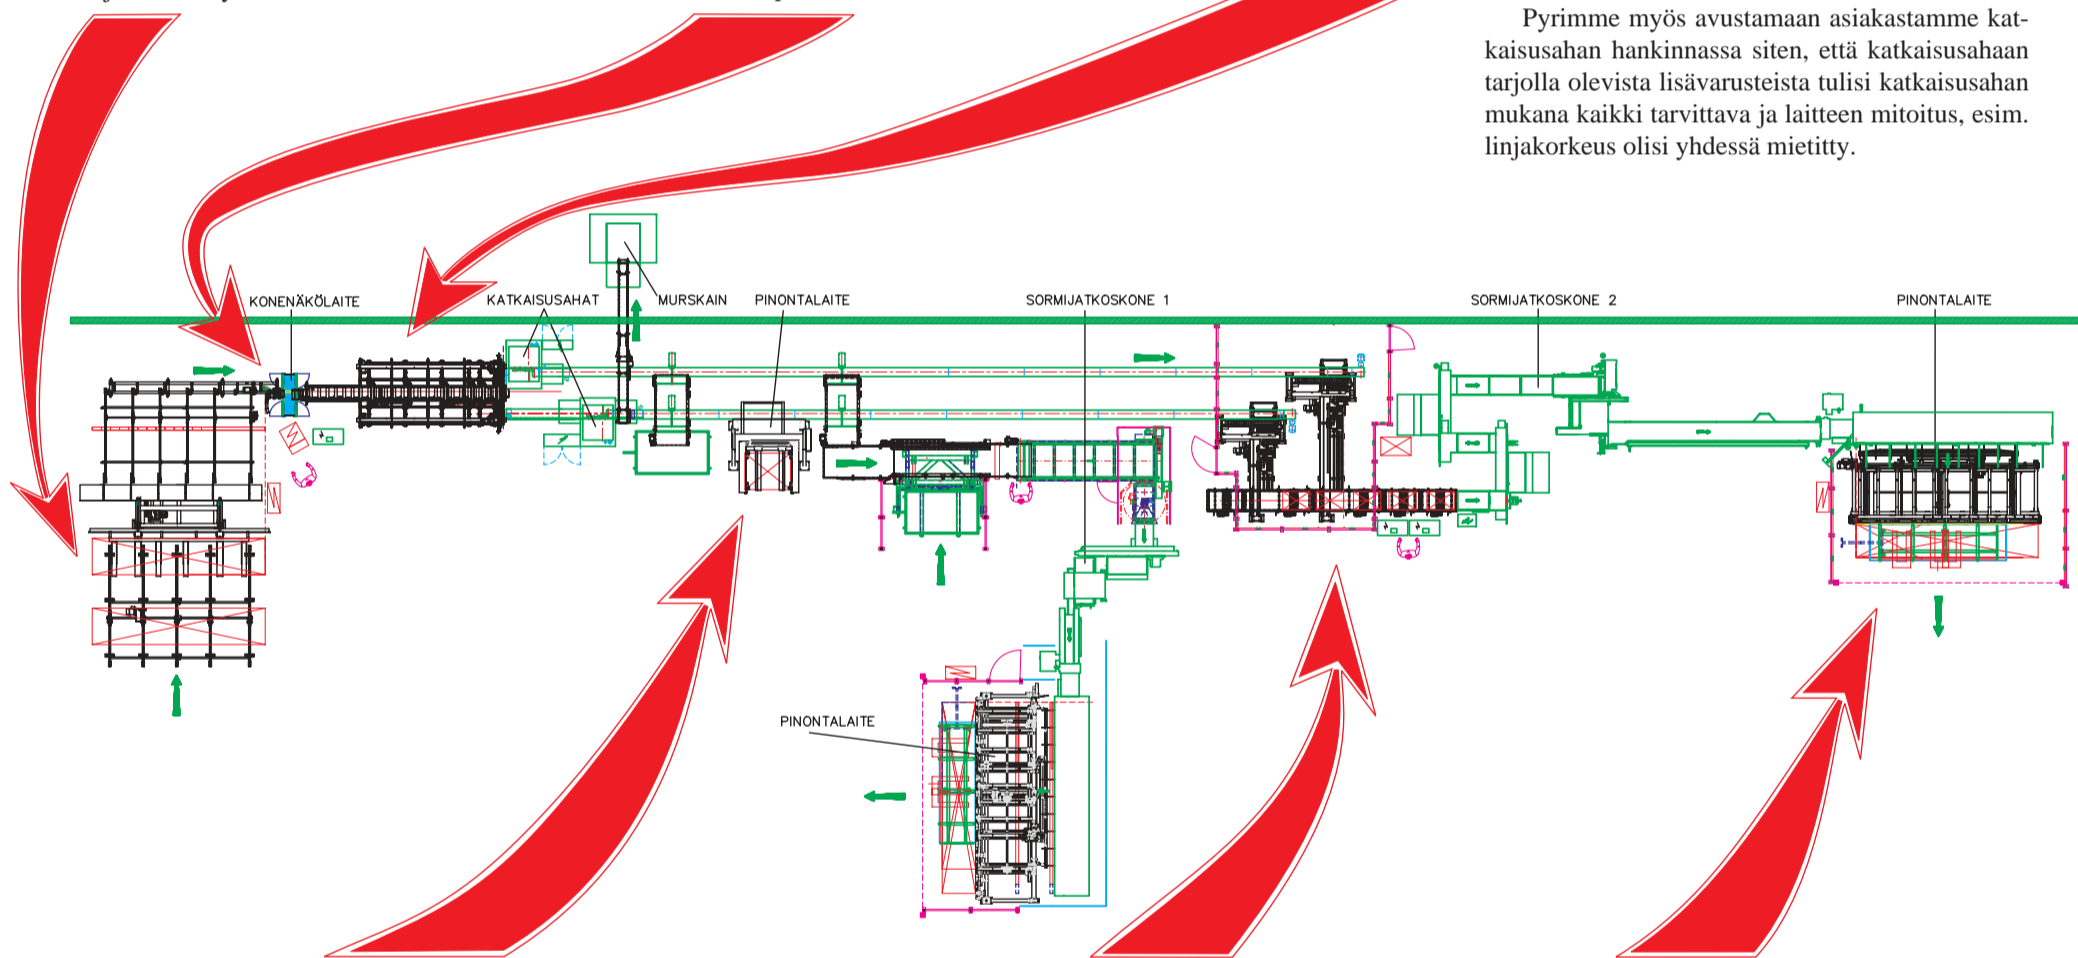 Pyrimme myös avustamaan asiakastamme kat-
kaisusahan hankinnassa siten, että katkaisusahaan
tarjolla olevista lisävarusteista tulisi katkaisusahan
mukana kaikki tarvittava ja laitteen mitoitus, esim.
linjakorkeus olisi yhdessä mietitty.
KONENÄKÖLAITE
KATKAISUSAHAT
MURSKAIN
PINONTALAITE
SORMIJATKOSKONE 1
SORMIJATKOSKONE 2
PINONTALAITE
PINONTALAITE